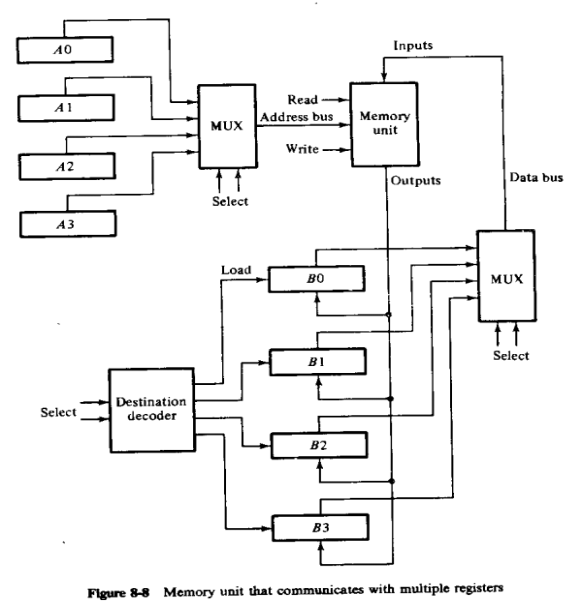 A0
A1
A2
A3
MUX
Select
Address bus
Read
Write
Memory
unit
Inputs
Outputs
Data bus
MUX
Select
Load
B0
B1
B2
B3
Select
Destination
decoder
Figure 8-8 Memory unit that communicates with multiple registers